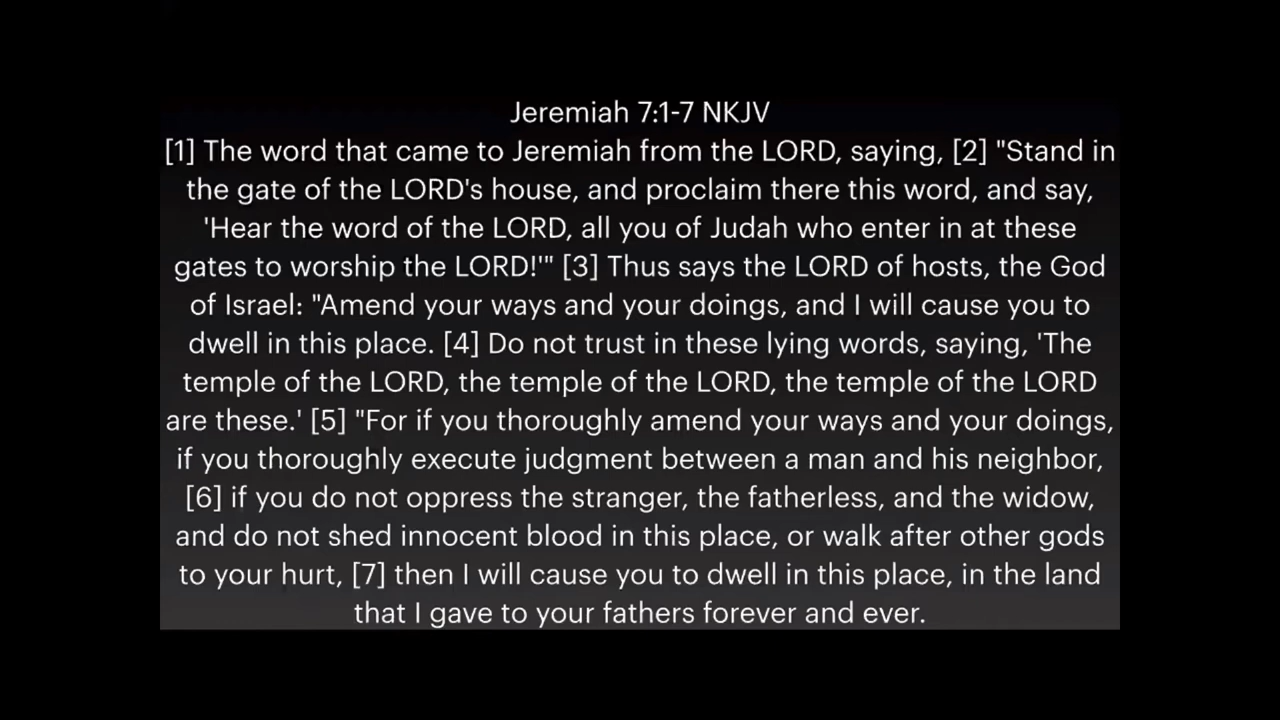 Jeremiah 7:1-7 NKJV
[1] The word that came to Jeremiah from the LORD, saying, [2] "Stand in
the gate of the LORD's house, and proclaim there this word, and say,
'Hear the word of the LORD, all you of Judah who enter in at these
gates to worship the LORD!'" [3] Thus says the LORD of hosts, the God
of Israel: "Amend your ways and your doings, and I will cause you to
dwell in this place. [4] Do not trust in these lying words, saying, 'The
temple of the LORD, the temple of the LORD, the temple of the LORD
are these.' [5] "For if you thoroughly amend your ways and your doings,
if you thoroughly execute judgment between a man and his neighbor,
[6] if you do not oppress the stranger, the fatherless, and the widow,
and do not shed innocent blood in this place, or walk after other gods
to your hurt, [7] then I will cause you to dwell in this place, in the land
that I gave to your fathers forever and ever.